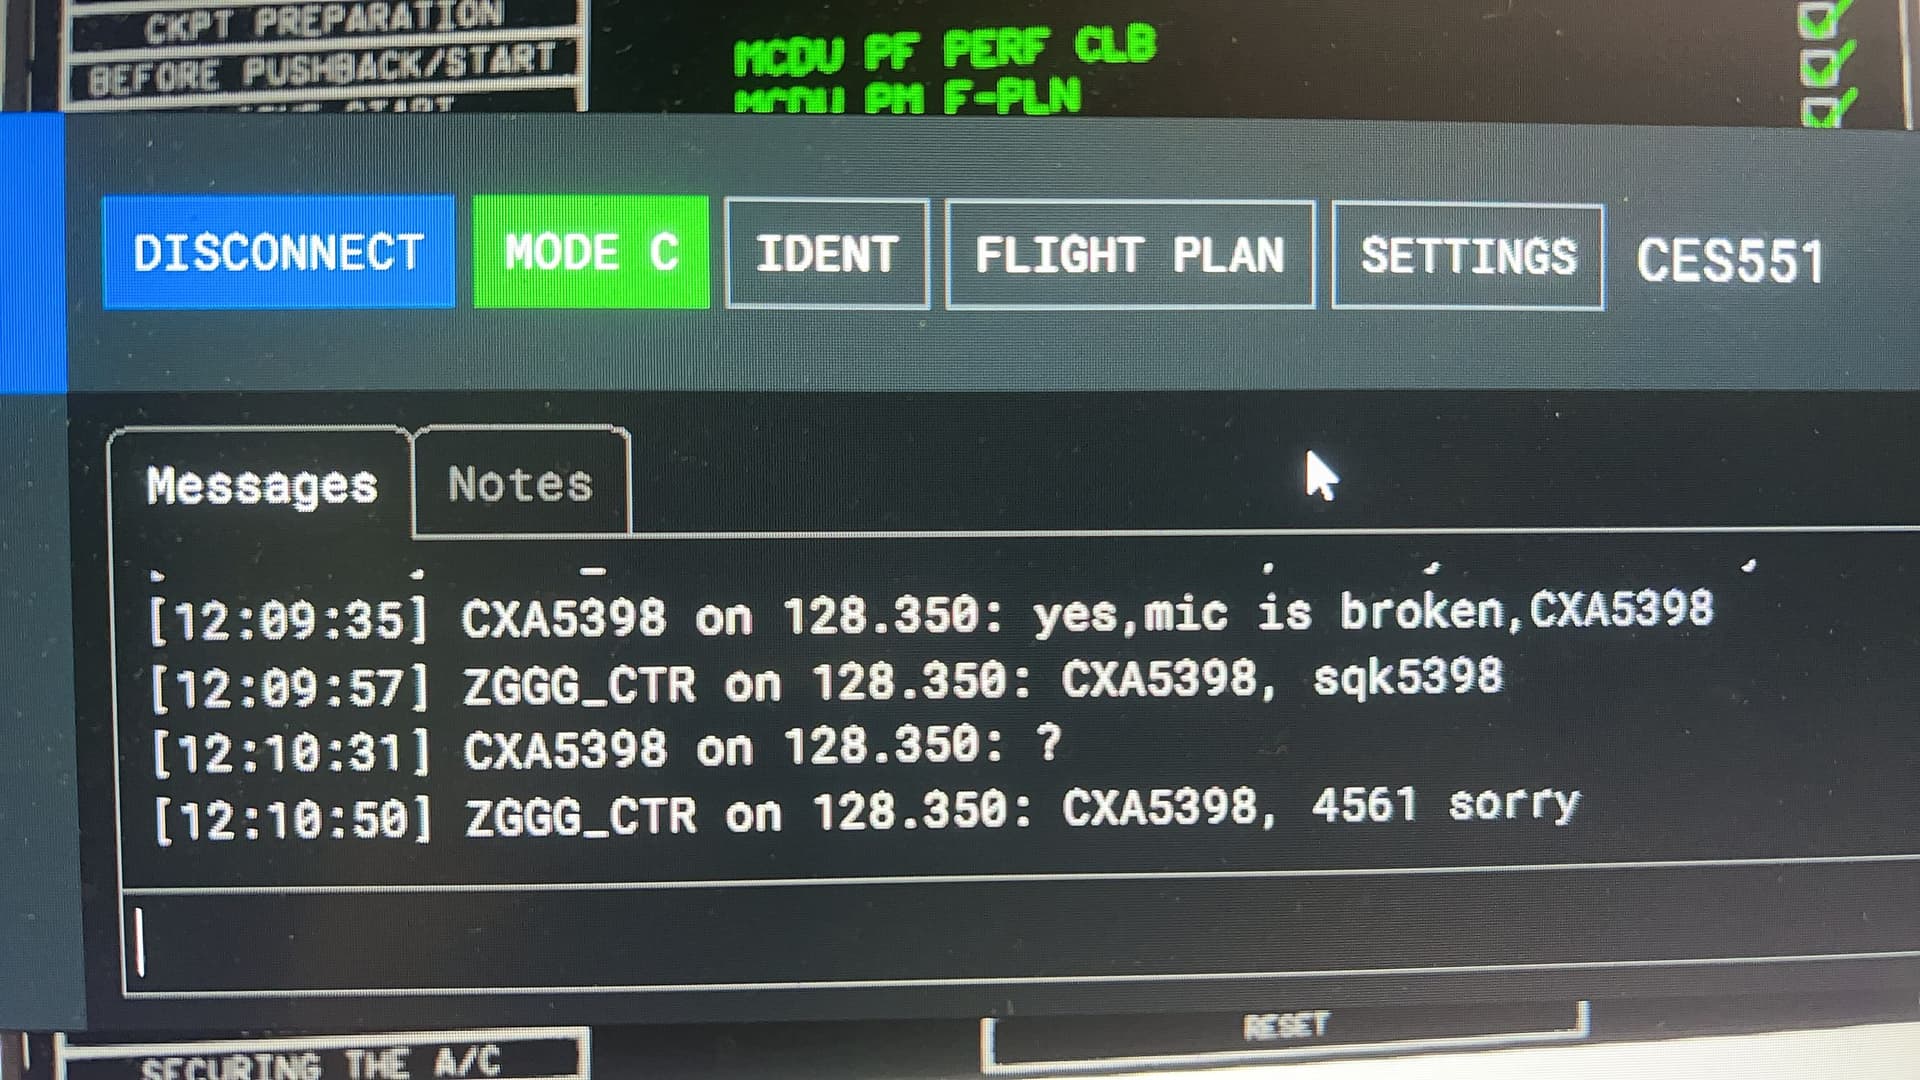 CKPT PREPARATION
BEFORE PUSHBACK/START
MCDU PF PERF CLB
MCDU PM F-PLN
DISCONNECT
MODE C
IDENT
FLIGHT PLAN
SETTINGS
CES551
Messages
Notes
[12:09:35] CXA5398 on 128.350: yes,mic is broken,CXA5398
[12:09:57] ZGGG_CTR on 128.350: CXA5398, sqk5398
[12:10:31] CXA5398 on 128.350: ?
[12:10:50] ZGGG_CTR on 128.350: CXA5398, 4561 sorry
RESET
SECURING THE A/C